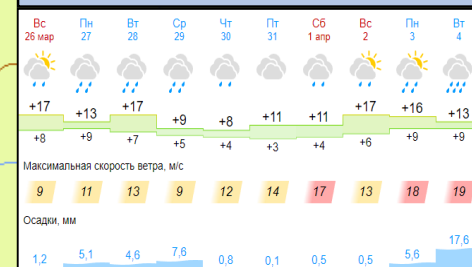 Вс Пн Вт Ср Чт Пт Сб Вс Пн Вт
26 мар 27 28 29 30 31 1 апр 2 3 4
+17 +13 +17 +9 +8 +11 +11 +17 +16 +13
+8 +9 +7 +5 +4 +3 +4 +6 +9 +9
Максимальная скорость ветра, м/с
9 11 13 9 12 14 17 13 18 19
Осадки, мм
1,2 5,1 4,6 7,6 0,8 0,1 0,5 0,5 5,6 17,6